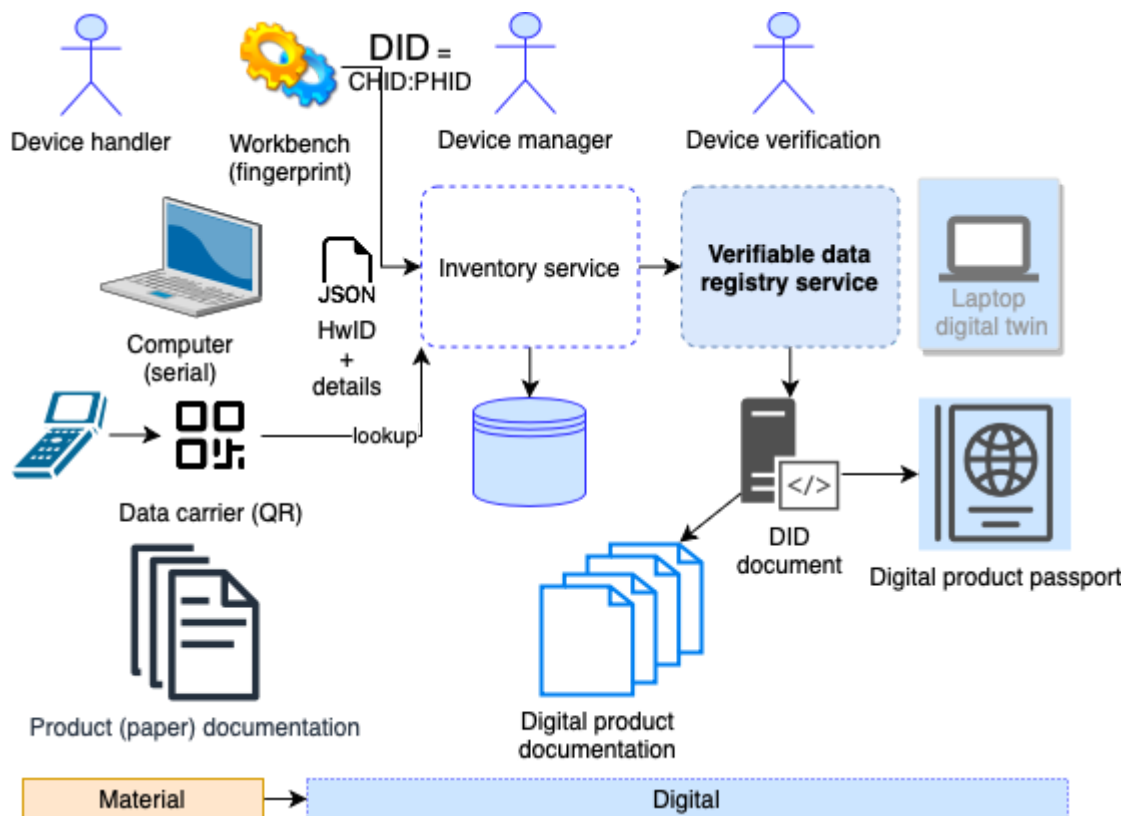 DID =
CHID:PHID
Device handler
Workbench
(fingerprint)
Device manager
Device verification
Computer
(serial)
JSON
HwID
+
details
Inventory service
Verifiable data
registry service
Laptop
digital twin
lookup
Data carrier (QR)
</>
DID
document
Digital product passport
Product (paper) documentation
Digital product
documentation
Material
Digital